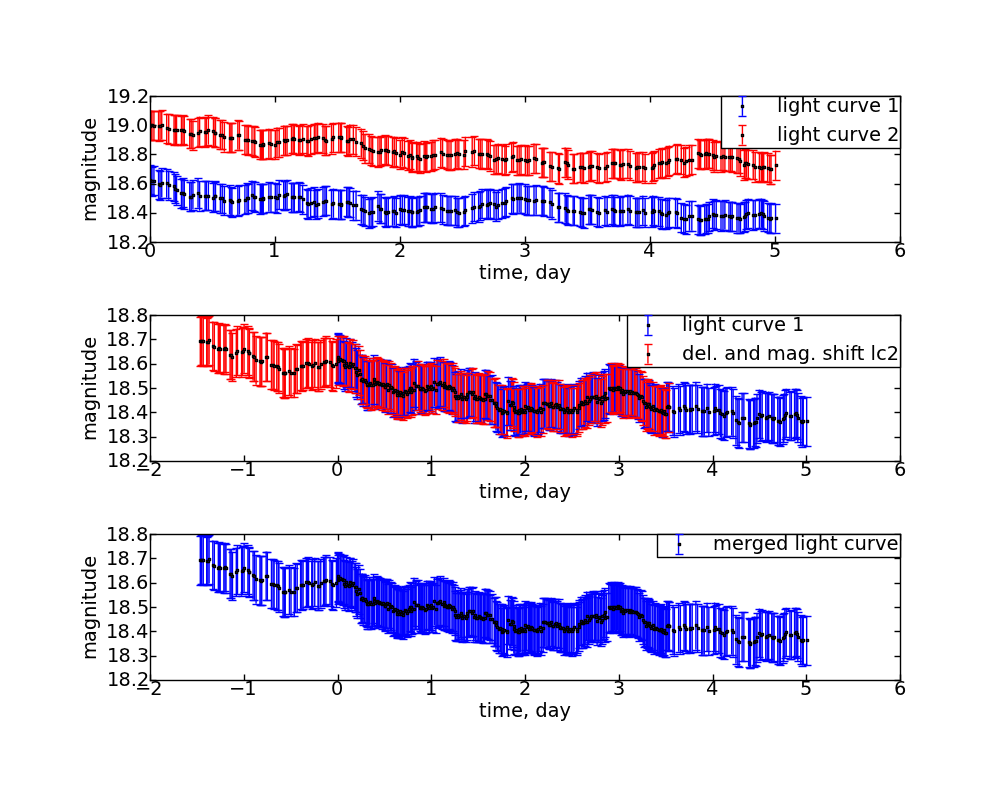 19.2
19.0
18.8
18.6
18.4
18.2
magnitude
light curve 1
light curve 2
0 1 2 3 4 5 6
time, day
18.8
18.7
18.6
18.5
18.4
18.3
18.2
magnitude
light curve 1
del. and mag. shift lc2
−2 −1 0 1 2 3 4 5 6
time, day
18.8
18.7
18.6
18.5
18.4
18.3
18.2
magnitude
merged light curve
−2 −1 0 1 2 3 4 5 6
time, day